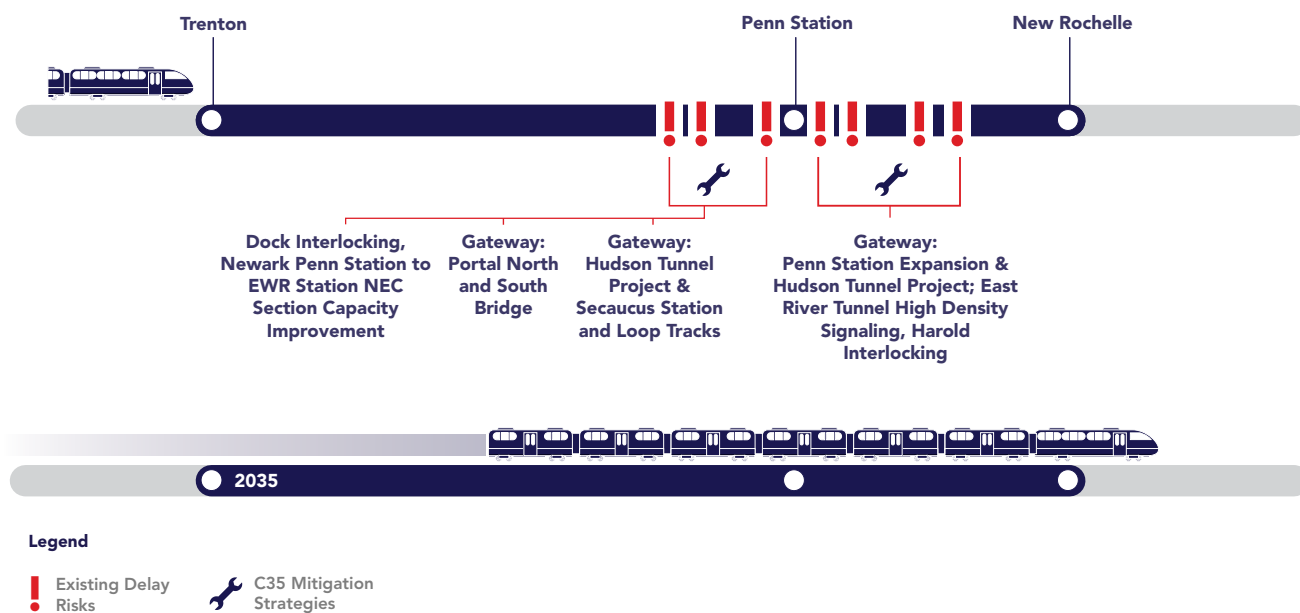 Trenton
Penn Station
New Rochelle
Dock Interlocking,
Newark Penn Station to
EWR Station NEC
Section Capacity
Improvement
Gateway:
Portal North
and South
Bridge
Gateway:
Hudson Tunnel
Project &
Secaucus Station
and Loop Tracks
Gateway:
Penn Station Expansion &
Hudson Tunnel Project; East
River Tunnel High Density
Signaling, Harold
Interlocking
2035
Legend
Existing Delay
Risks
C35 Mitigation
Strategies